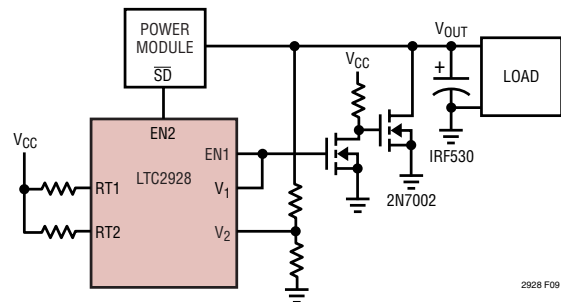 POWER
MODULE
SD
VOUT
VCC
+
LOAD
EN2
VCC
EN1
LTC2928
RT1
V1
RT2
V2
IRF530
2N7002
2928 F09